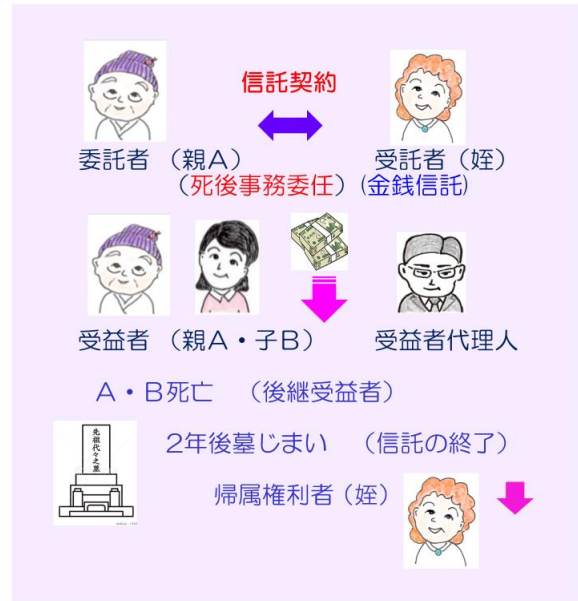 信託契約
委託者 (親A)
受託者(姪)
(死後事務委任)(金銭信託)
受益者 (親A・子B)
受益者代理人
A・B死亡 (後継受益者)
先祖代々之墓
2年後墓じまい (信託の終了)
帰属権利者(姪)